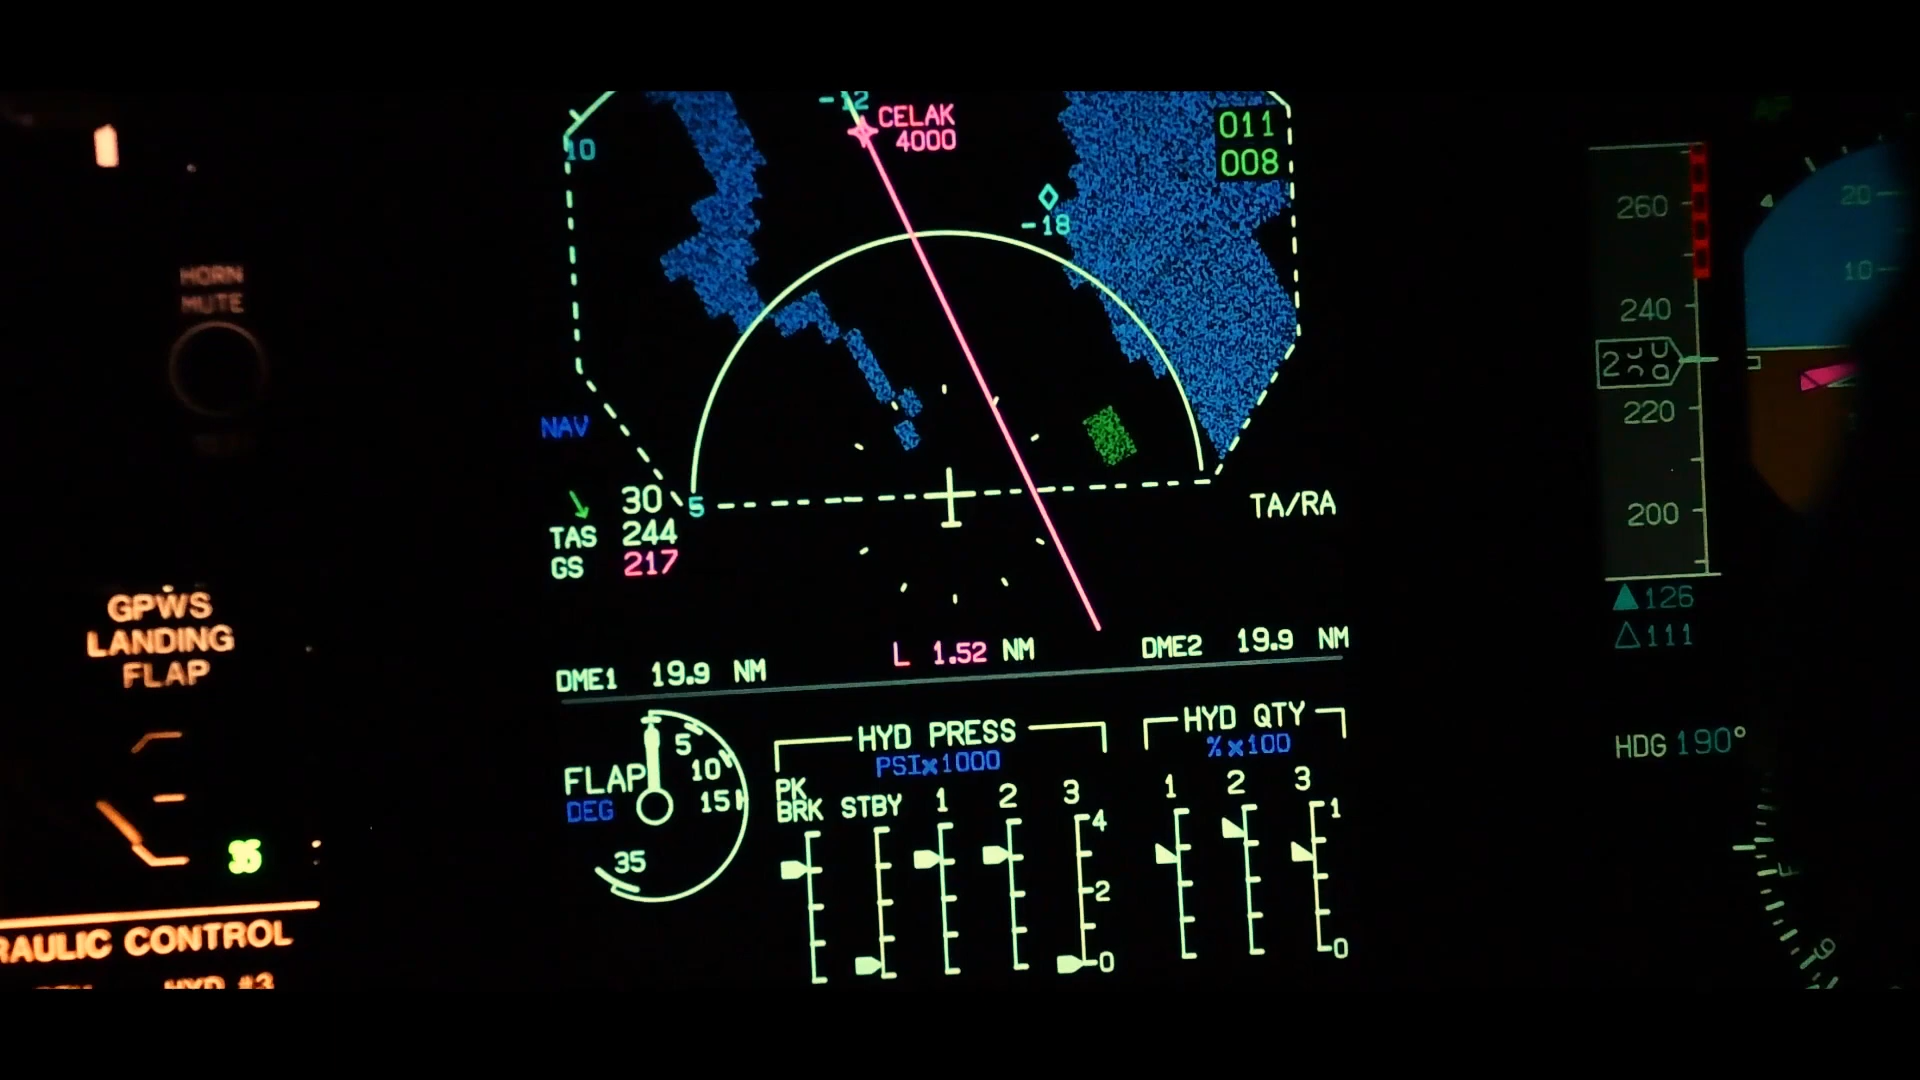 HORN
MUTE
GPWS
LANDING
FLAP
35
RAULIC CONTROL
HYD #3
-12
CELAK
4000
10
011
008
-18
NAV
30
5
TAS 244
GS 217
TA/RA
DME1 19.9 NM
L 1.52 NM
DME2 19.9 NM
FLAP
DEG
5
10
15
35
HYD PRESS
PSIx1000
PK
BRK STBY 1 2 3
4
2
0
HYD QTY
%x100
1 2 3
1
0
260
240
220
200
126
111
20
10
HDG 190°